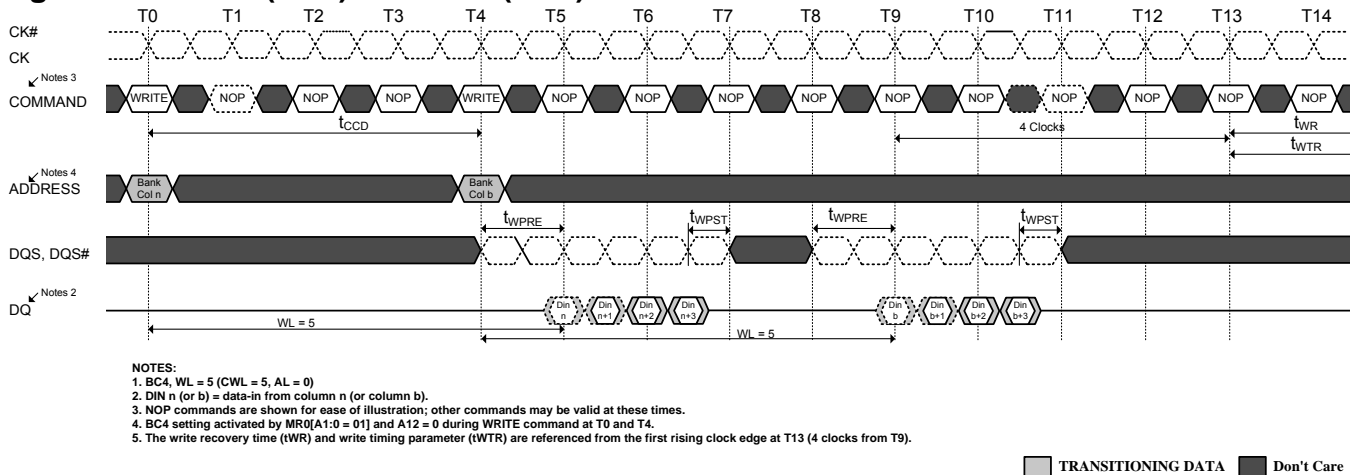 T0 T1 T2 T3 T4 T5 T6 T7 T8 T9 T10 T11 T12 T13 T14
CK#
CK
Notes 3
COMMAND
WRITE NOP NOP NOP WRITE NOP NOP NOP NOP NOP NOP NOP NOP NOP NOP
tCCD
4 Clocks
tWR
tWTR
Notes 4
ADDRESS
Bank Col n
Bank Col b
tWPRE tWPST tWPRE tWPST
DQS, DQS#
Notes 2
DQ
Din n Din n+1 Din n+2 Din n+3 Din b Din b+1 Din b+2 Din b+3
WL = 5
WL = 5
NOTES:
1. BC4, WL = 5 (CWL = 5, AL = 0)
2. DIN n (or b) = data-in from column n (or column b).
3. NOP commands are shown for ease of illustration; other commands may be valid at these times.
4. BC4 setting activated by MR0[A1:0 = 01] and A12 = 0 during WRITE command at T0 and T4.
5. The write recovery time (tWR) and write timing parameter (tWTR) are referenced from the first rising clock edge at T13 (4 clocks from T9).
TRANSITIONING DATA Don't Care